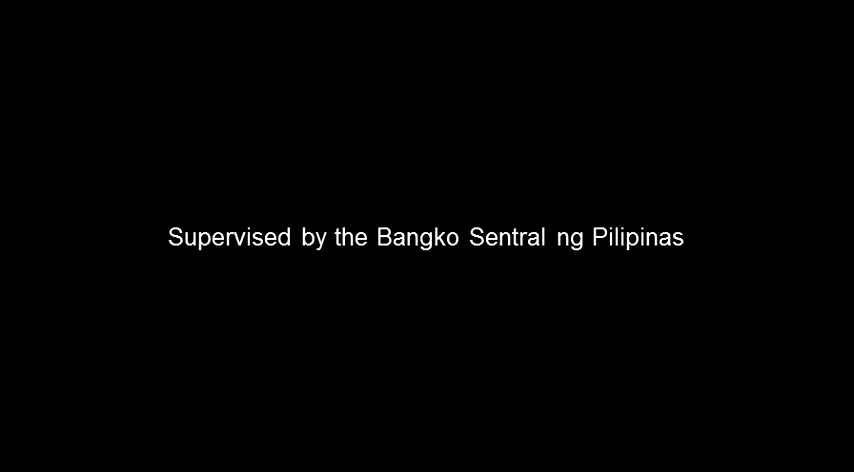 Supervised by the Bangko Sentral ng Pilipinas